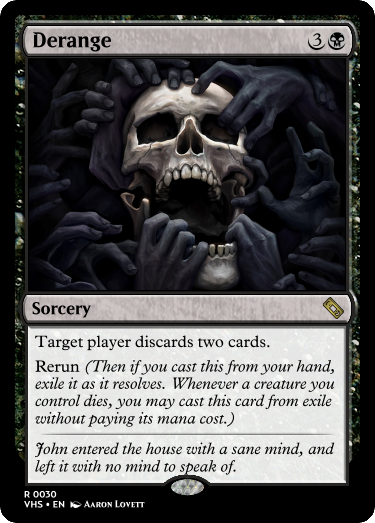 Derange 3
Sorcery
Target player discards two cards.
Rerun (Then if you cast this from your hand,
exile it as it resolves. Whenever a creature you
control dies, you may cast this card from exile
without paying its mana cost.)
John entered the house with a sane mind, and
left it with no mind to speak of.
R 0030
VHS • EN Aaron Lovett